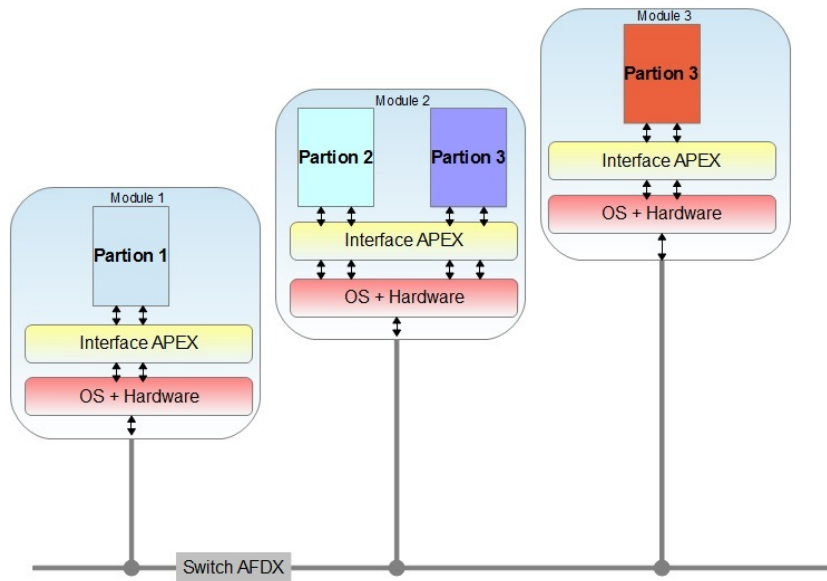 Module 1
Partion 1
Interface APEX
OS + Hardware
Module 2
Partion 2
Partion 3
Interface APEX
OS + Hardware
Module 3
Partion 3
Interface APEX
OS + Hardware
Switch AFDX